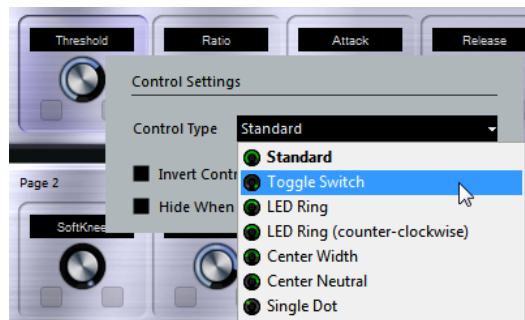 Threshold Ratio Attack Release
Control Settings
Control Type Standard
Standard
Invert Contr
Toggle Switch
Hide When
LED Ring
LED Ring (counter-clockwise)
Center Width
Center Neutral
Single Dot
Page 2
SoftKnee